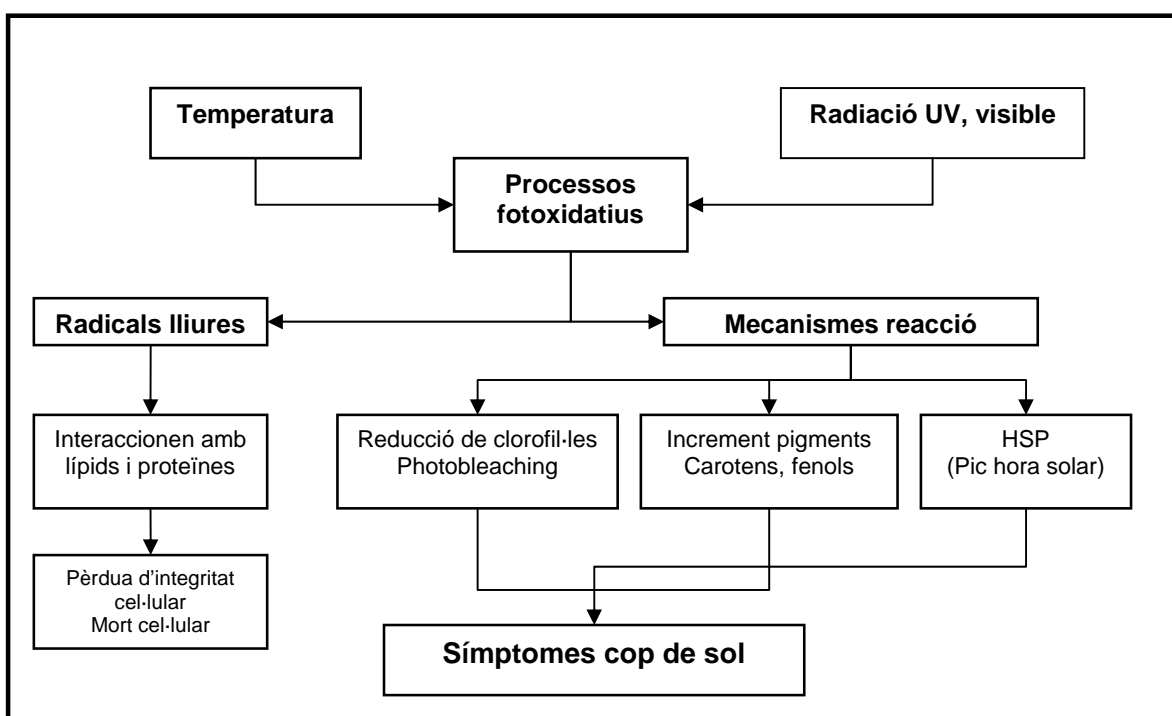 Temperatura
Radiació UV, visible
Processos
fotoxidatius
Radicals lliures
Mecanismes reacció
Interaccionen amb
lípids i proteïnes
Reducció de clorofil·les
Photobleaching
Increment pigments
Carotens, fenols
HSP
(Pic hora solar)
Pèrdua d'integritat
cel·lular
Mort cel·lular
Símptomes cop de sol